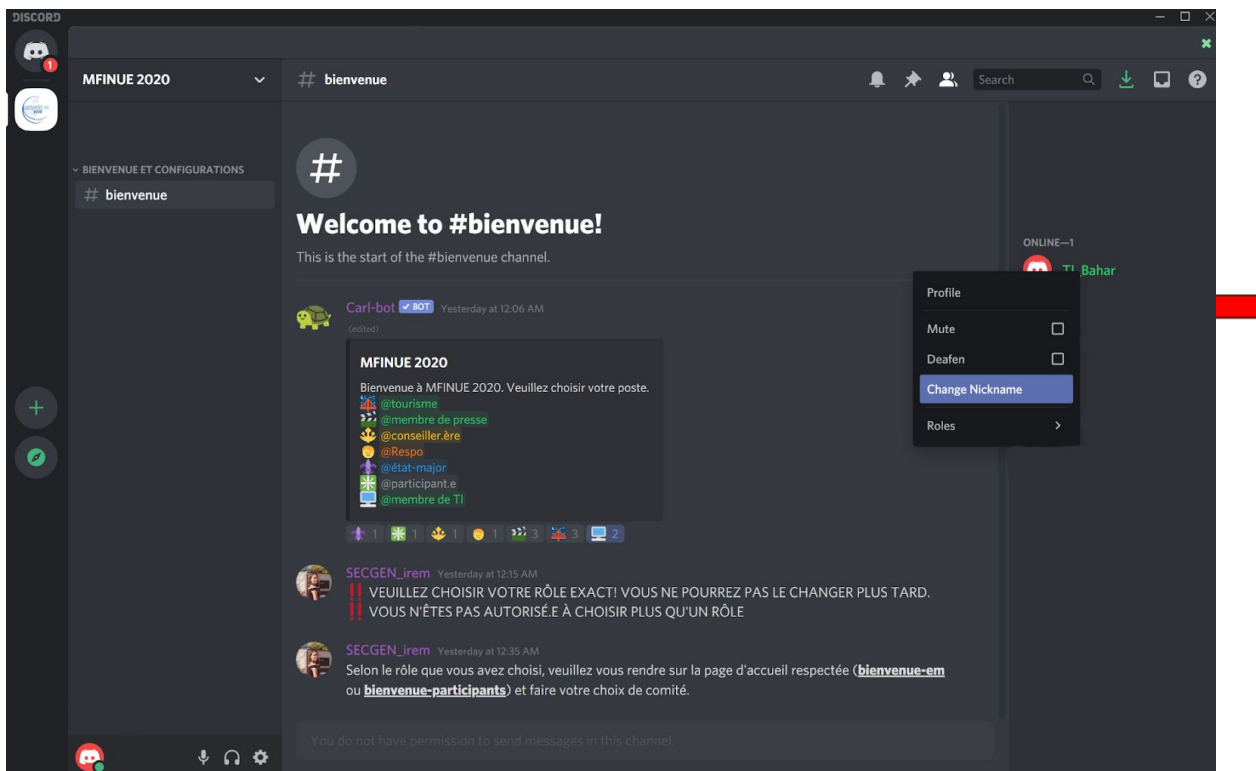 DISCORD
1
MFINUE 2020
# bienvenue
Search
BIENVENUE ET CONFIGURATIONS
# bienvenue
#
Welcome to #bienvenue!
This is the start of the #bienvenue channel.
Carl-bot ✔ BOT Yesterday at 12:06 AM
(edited)
MFINUE 2020
Bienvenue à MFINUE 2020. Veuillez choisir votre poste.
@tourisme
@membre de presse
@conseiller.ère
@Respo
@état-major
@participant.e
@membre de TI
1 1 1 1 3 3 2
SECGEN_irem Yesterday at 12:15 AM
‼ VEUILLEZ CHOISIR VOTRE RÔLE EXACT! VOUS NE POURREZ PAS LE CHANGER PLUS TARD.
‼ VOUS N'ÊTES PAS AUTORISÉ.E À CHOISIR PLUS QU'UN RÔLE
SECGEN_irem Yesterday at 12:35 AM
Selon le rôle que vous avez choisi, veuillez vous rendre sur la page d'accueil respectée (bienvenue-em
ou bienvenue-participants) et faire votre choix de comité.
You do not have permission to send messages in this channel.
ONLINE—1
TI_Bahar
Profile
Mute
Deafen
Change Nickname
Roles